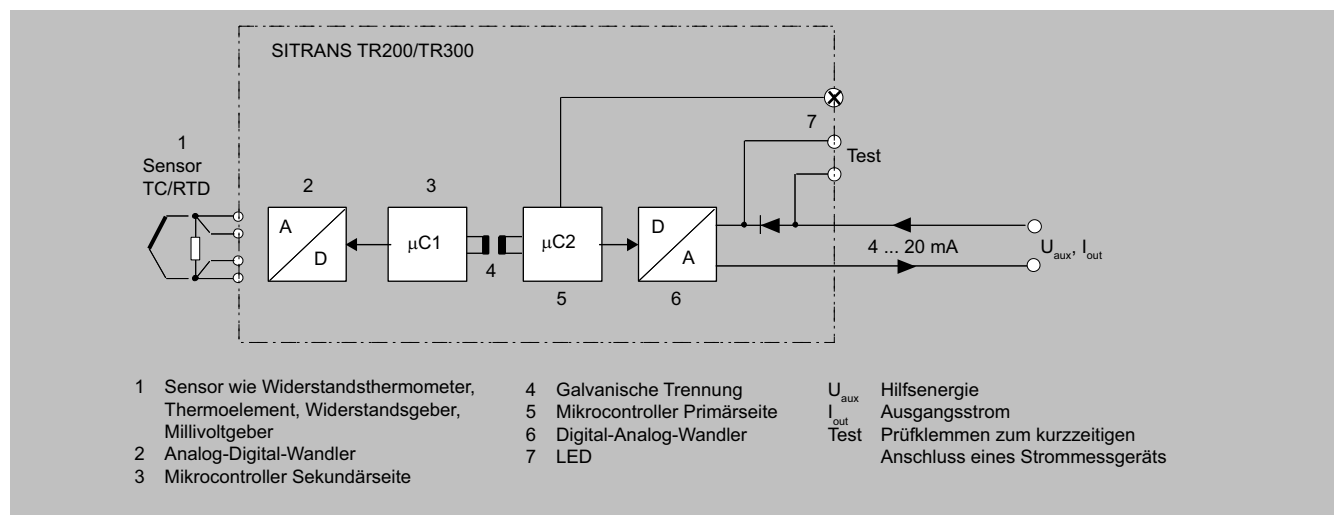 SITRANS TR200/TR300
7
1
Sensor
TC/RTD
Test
2
3
A
D
µC1
µC2
D
A
4
5
6
4 ... 20 mA
Uaux, Iout
1 Sensor wie Widerstandsthermometer,
Thermoelement, Widerstandsgeber,
Millivoltgeber
2 Analog-Digital-Wandler
3 Mikrocontroller Sekundärseite
4 Galvanische Trennung
5 Mikrocontroller Primärseite
6 Digital-Analog-Wandler
7 LED
Uaux Hilfsenergie
Iout Ausgangsstrom
Test Prüfklemmen zum kurzzeitigen
Anschluss eines Strommessgeräts